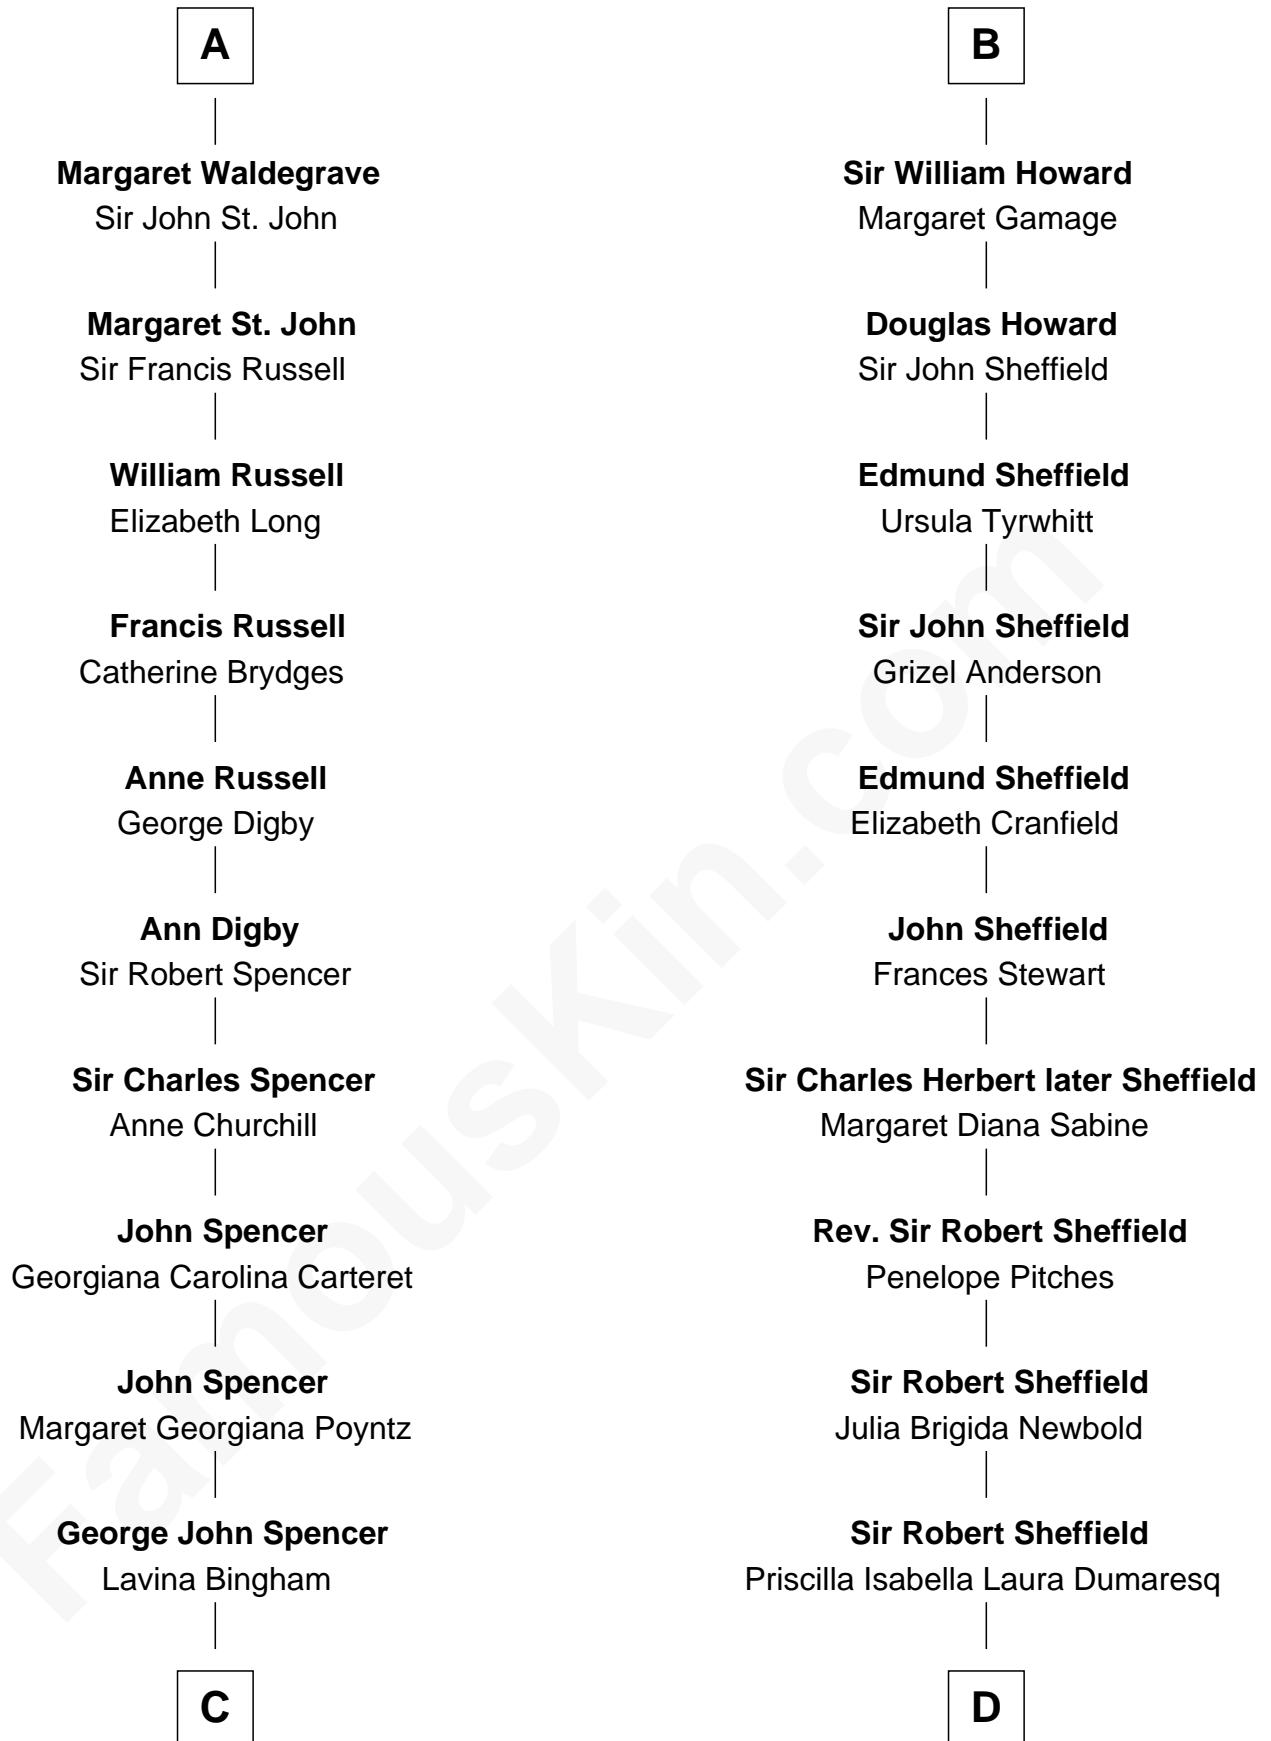 A
Margaret Waldegrave
Sir John St. John
Margaret St. John
Sir Francis Russell
William Russell
Elizabeth Long
Francis Russell
Catherine Brydges
Anne Russell
George Digby
Ann Digby
Sir Robert Spencer
Sir Charles Spencer
Anne Churchill
John Spencer
Georgiana Carolina Carteret
John Spencer
Margaret Georgiana Poyntz
George John Spencer
Lavina Bingham
C
B
Sir William Howard
Margaret Gamage
Douglas Howard
Sir John Sheffield
Edmund Sheffield
Ursula Tyrwhitt
Sir John Sheffield
Grizel Anderson
Edmund Sheffield
Elizabeth Cranfield
John Sheffield
Frances Stewart
Sir Charles Herbert later Sheffield
Margaret Diana Sabine
Rev. Sir Robert Sheffield
Penelope Pitches
Sir Robert Sheffield
Julia Brigida Newbold
Sir Robert Sheffield
Priscilla Isabella Laura Dumaresq
D
FamousKin.com